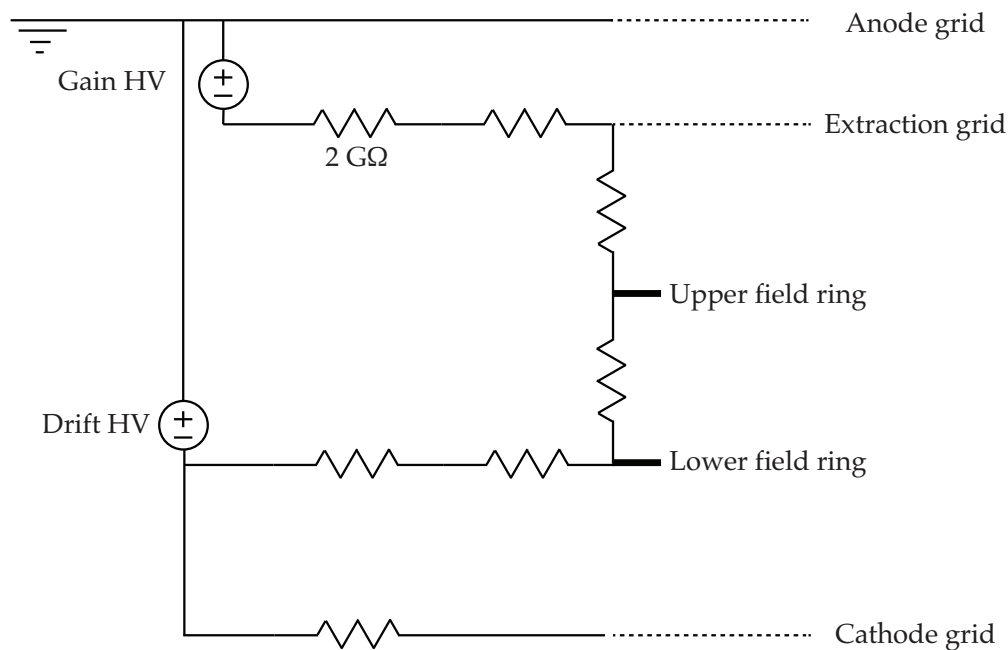 Anode grid
Gain HV
+
−
Extraction grid
2 GΩ
Upper field ring
Drift HV
+
−
Lower field ring
Cathode grid